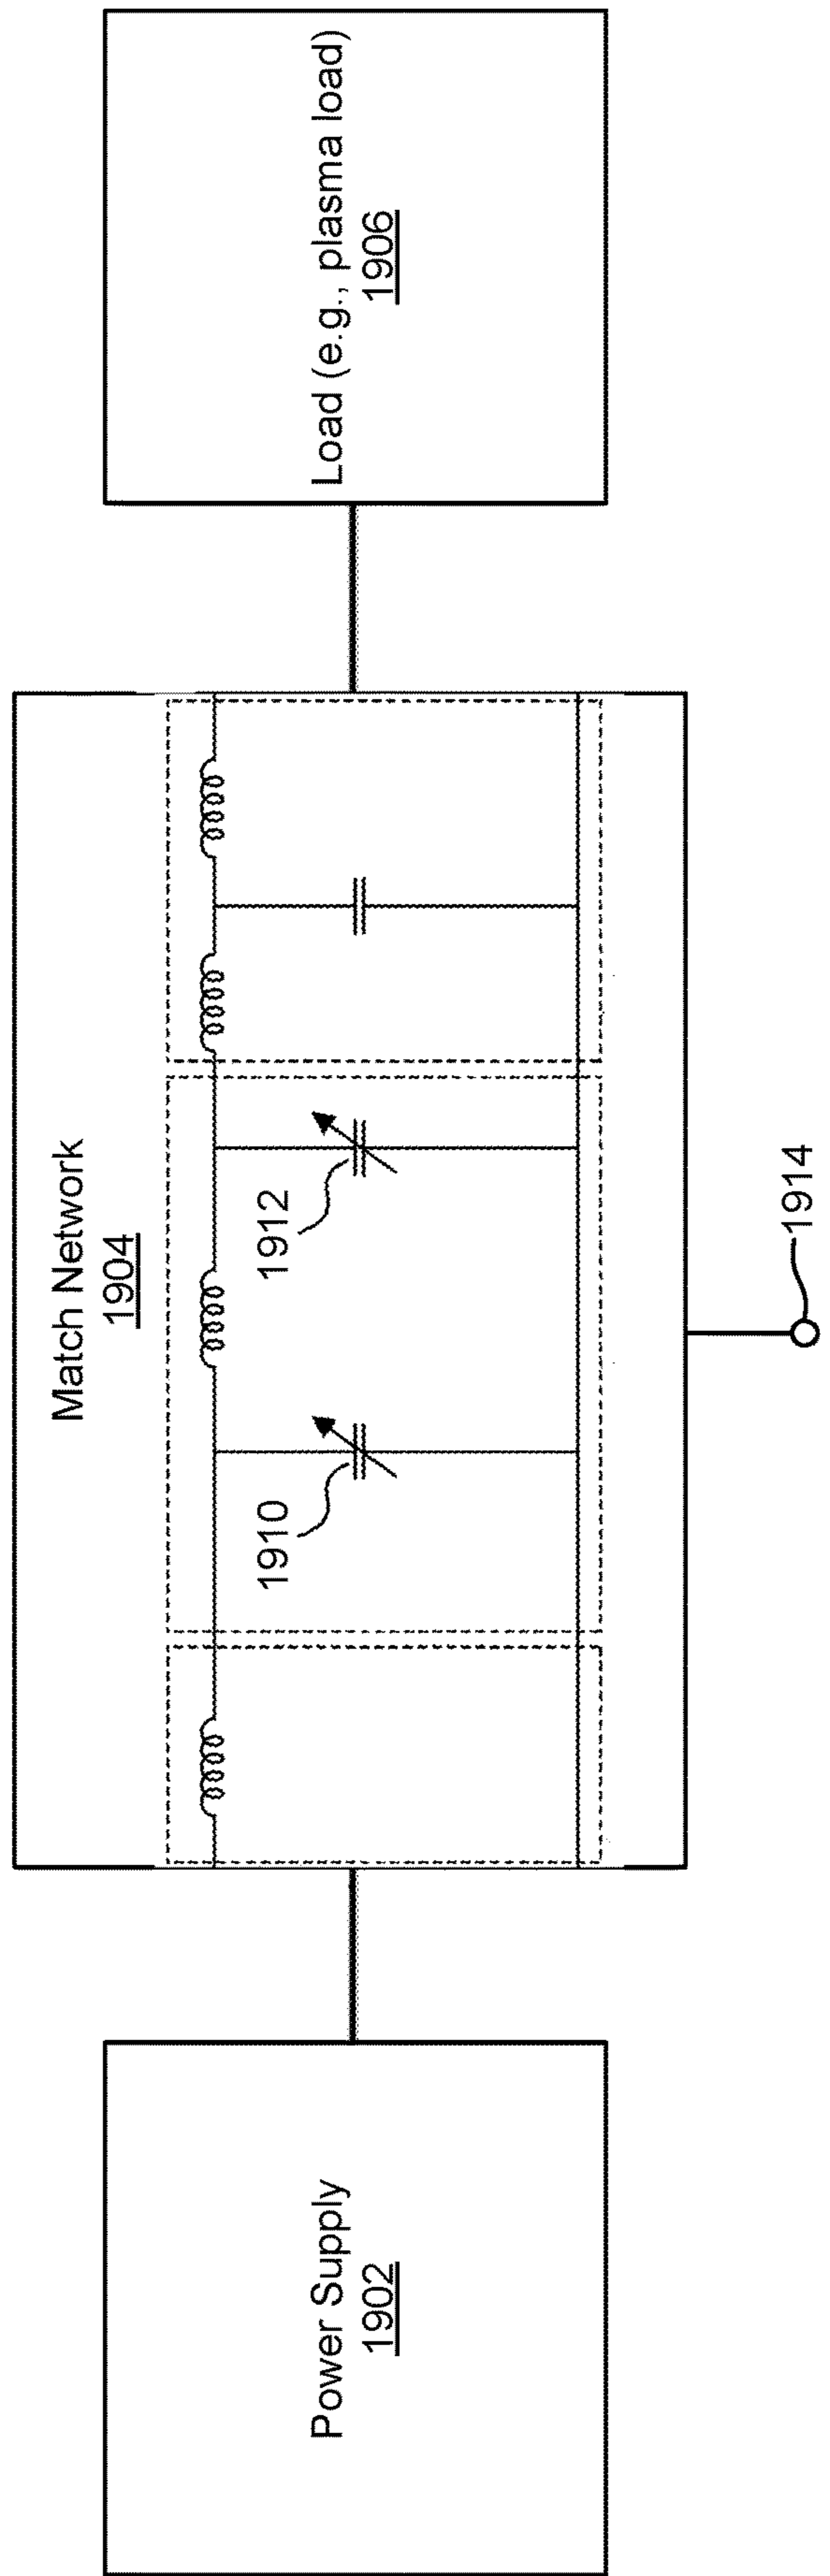 Power Supply
1902
Match Network
1904
1910
1912
1914
Load (e.g., plasma load)
1906